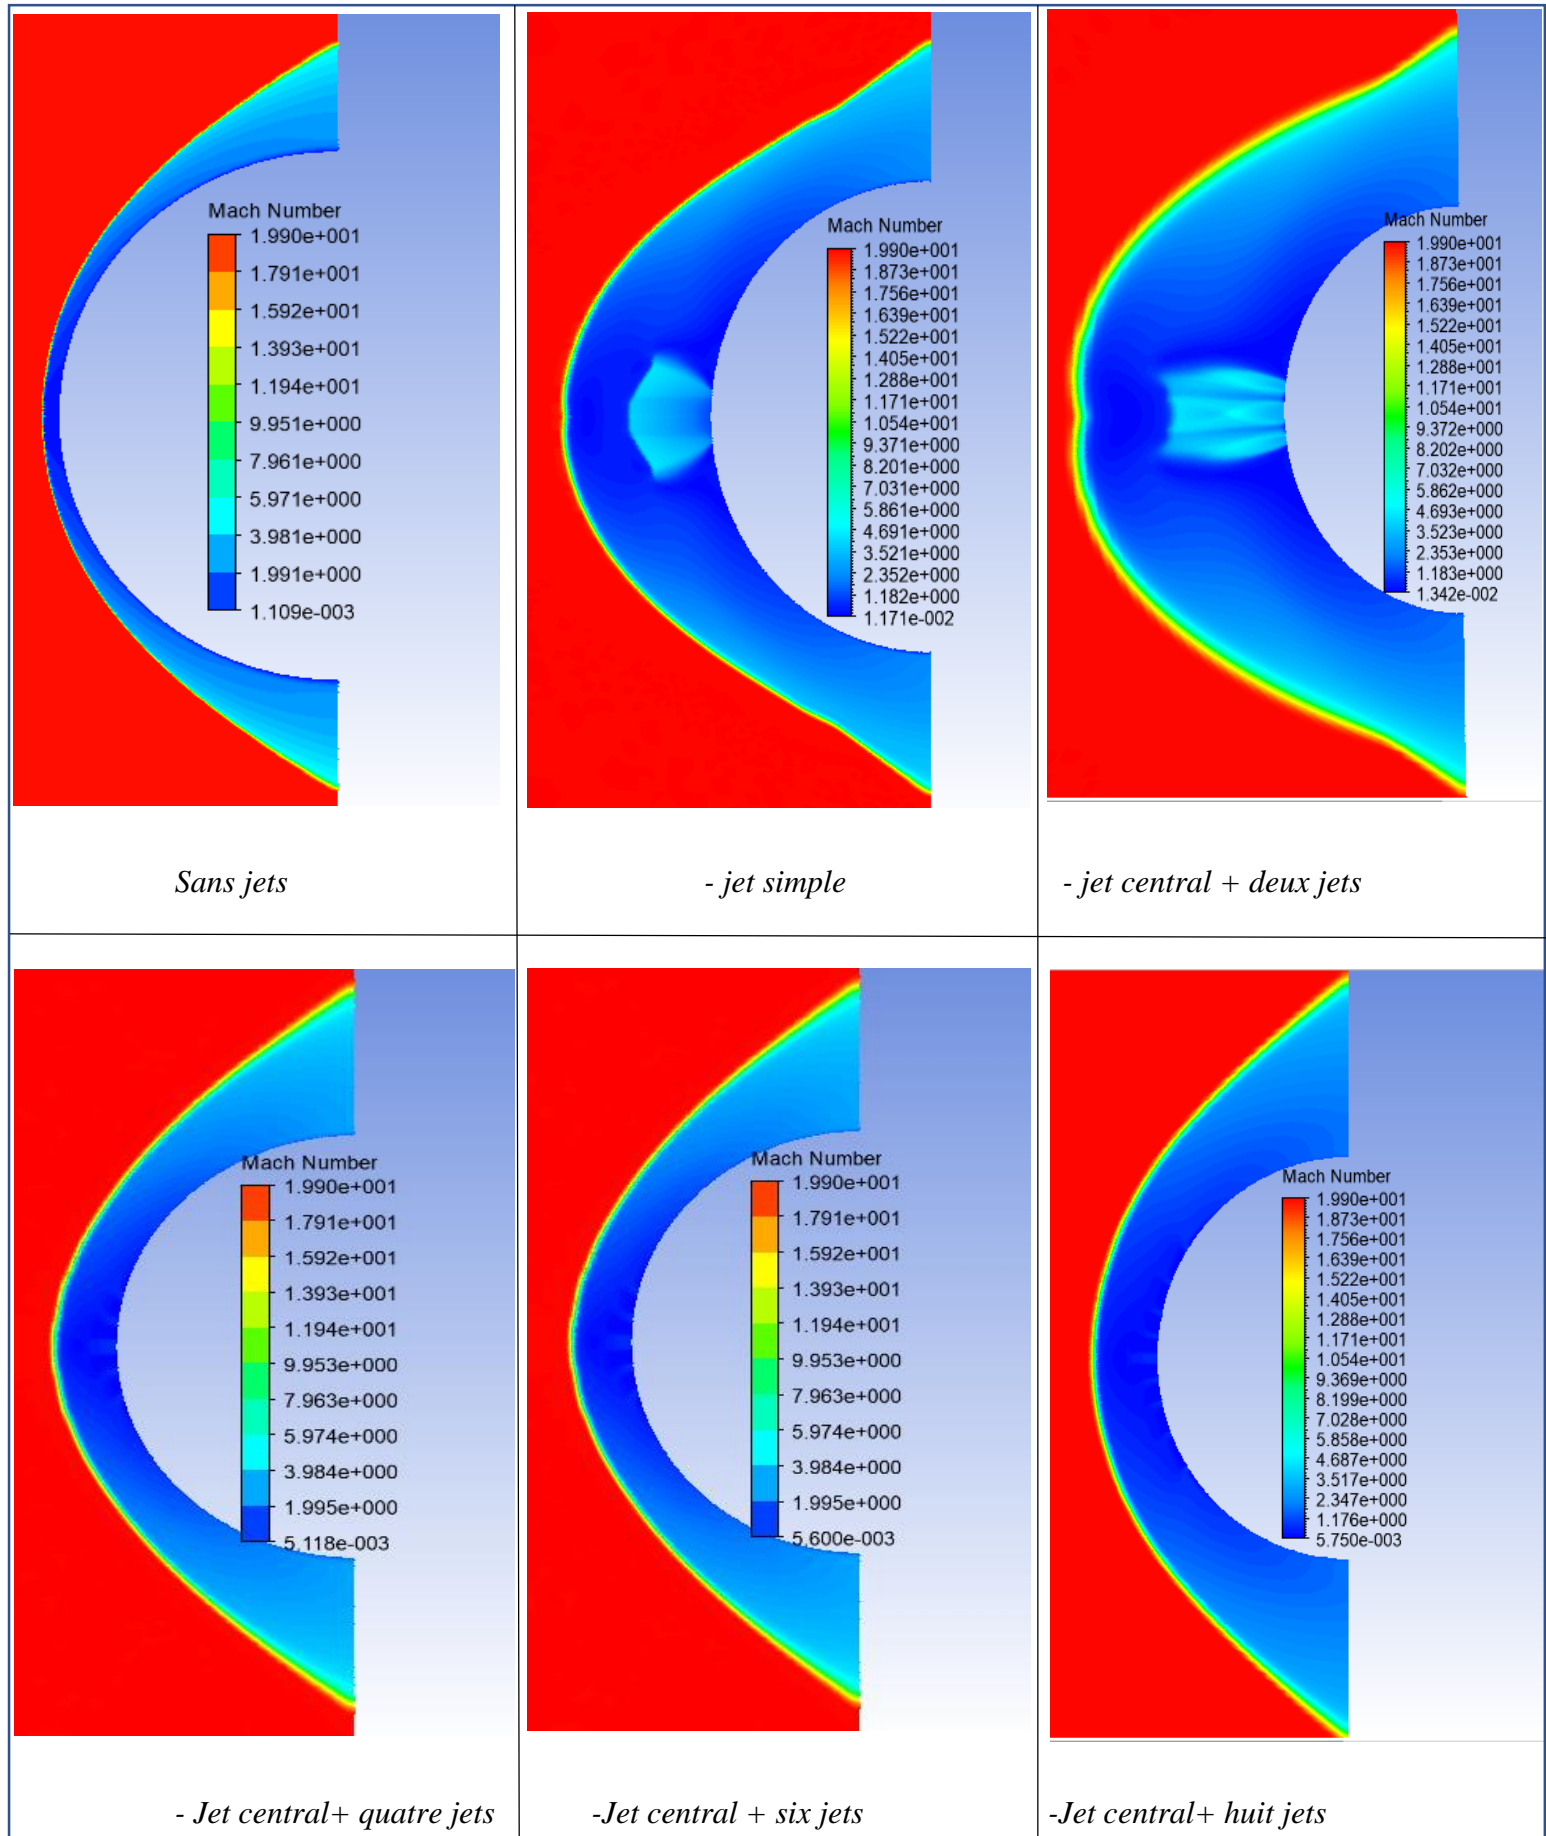 Mach Number
1.990e+001
1.791e+001
1.592e+001
1.393e+001
1.194e+001
9.951e+000
7.961e+000
5.971e+000
3.981e+000
1.991e+000
1.109e-003
Sans jets
Mach Number
1.990e+001
1.873e+001
1.756e+001
1.639e+001
1.522e+001
1.405e+001
1.288e+001
1.171e+001
1.054e+001
9.371e+000
8.201e+000
7.031e+000
5.861e+000
4.691e+000
3.521e+000
2.352e+000
1.182e+000
1.171e-002
- jet simple
Mach Number
1.990e+001
1.873e+001
1.756e+001
1.639e+001
1.522e+001
1.405e+001
1.288e+001
1.171e+001
1.054e+001
9.372e+000
8.202e+000
7.032e+000
5.862e+000
4.693e+000
3.523e+000
2.353e+000
1.183e+000
1.342e-002
- jet central + deux jets
Mach Number
1.990e+001
1.791e+001
1.592e+001
1.393e+001
1.194e+001
9.953e+000
7.963e+000
5.974e+000
3.984e+000
1.995e+000
5.118e-003
- Jet central+ quatre jets
Mach Number
1.990e+001
1.791e+001
1.592e+001
1.393e+001
1.194e+001
9.953e+000
7.963e+000
5.974e+000
3.984e+000
1.995e+000
5.600e-003
-Jet central + six jets
Mach Number
1.990e+001
1.873e+001
1.756e+001
1.639e+001
1.522e+001
1.405e+001
1.288e+001
1.171e+001
1.054e+001
9.369e+000
8.199e+000
7.028e+000
5.858e+000
4.687e+000
3.517e+000
2.347e+000
1.176e+000
5.750e-003
-Jet central+ huit jets